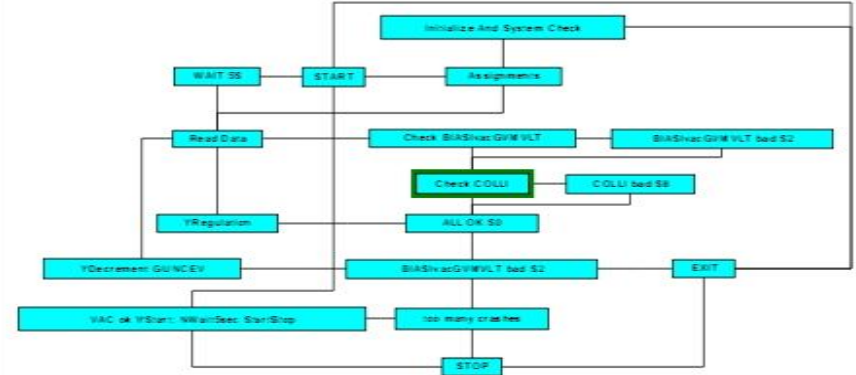 Initialize And System Check
WAIT 5S
START
Assignments
Read Data
Check BIASIvacGVMVLT
BIASIvacGVMVLT bad S2
Check COLLI
COLLI bad S8
YRegulation
ALL OK S0
YDecrement GUNCEV
BIASIvacGVMVLT bad S2
EXIT
VAC ok YStart: NWait5sec StartStop
too many crashes
STOP